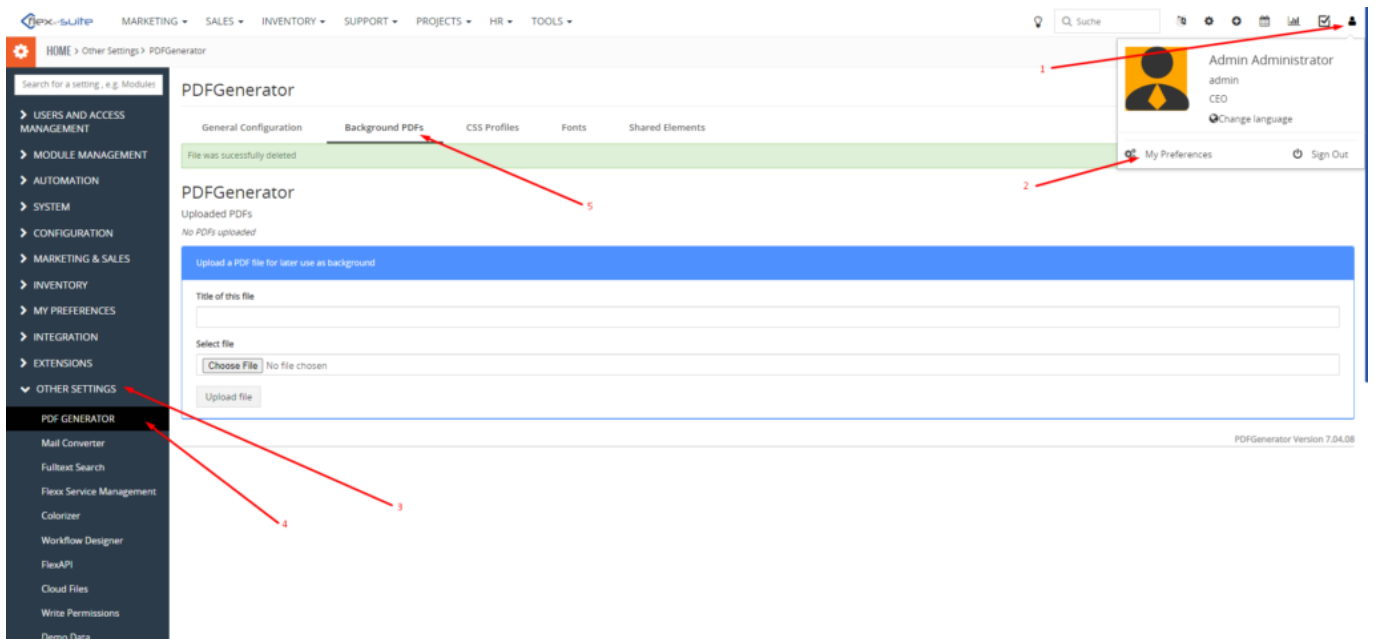 flex-suite MARKETING SALES INVENTORY SUPPORT PROJECTS HR TOOLS Suche
HOME > Other Settings > PDFGenerator
1
Admin Administrator
admin
CEO
Change language
My Preferences Sign Out
2
Search for a setting , e.g. Modules
USERS AND ACCESS
MANAGEMENT
MODULE MANAGEMENT
AUTOMATION
SYSTEM
CONFIGURATION
MARKETING & SALES
INVENTORY
MY PREFERENCES
INTEGRATION
EXTENSIONS
OTHER SETTINGS
PDF GENERATOR
Mail Converter
Fulltext Search
Flexx Service Management
Colorizer
Workflow Designer
FlexAPI
Cloud Files
Write Permissions
Demo Data
PDFGenerator
General Configuration Background PDFs CSS Profiles Fonts Shared Elements
File was sucessfully deleted
PDFGenerator
5
Uploaded PDFs
No PDFs uploaded
Upload a PDF file for later use as background
Title of this file
Select file
Choose File No file chosen
Upload file
PDFGenerator Version 7.04.08
3
4